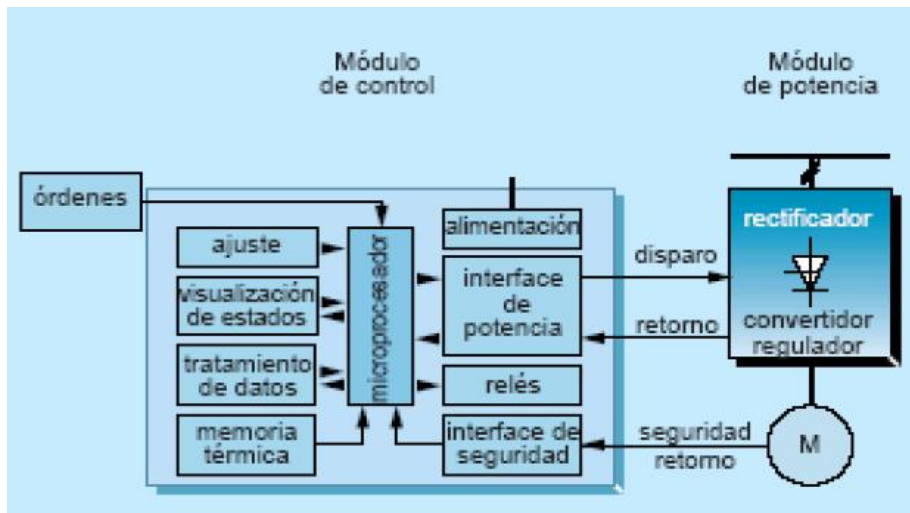 Módulo
de control
Módulo
de potencia
órdenes
ajuste
visualización
de estados
tratamiento
de datos
memoria
térmica
microprocesador
alimentación
interface
de
potencia
relés
interface de
seguridad
disparo
retorno
seguridad
retorno
rectificador
convertidor
regulador
M